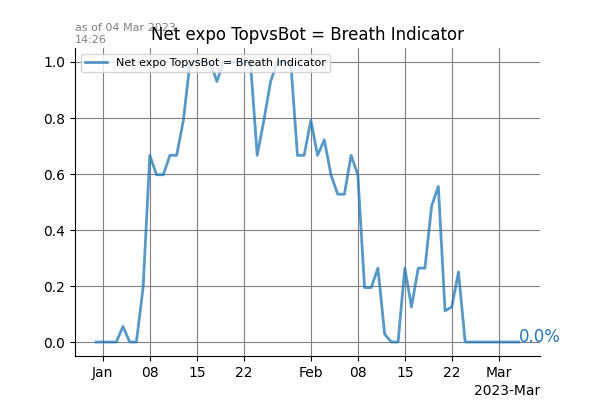 as of 04 Mar 2023
14:26
Net expo TopvsBot = Breath Indicator
Net expo TopvsBot = Breath Indicator
1.0
0.8
0.6
0.4
0.2
0.0
0.0%
Jan 08 15 22 Feb 08 15 22 Mar
2023-Mar